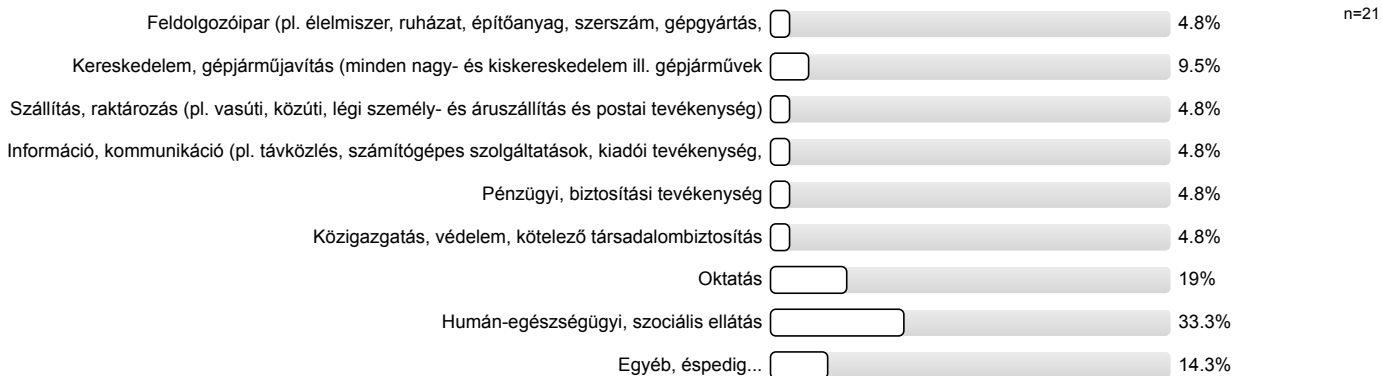 Feldolgozóipar (pl. élelmiszer, ruházat, építőanyag, szerszám, gépgyártás, 4.8% n=21
Kereskedelem, gépjárműjavítás (minden nagy- és kiskereskedelem ill. gépjárművek 9.5%
Szállítás, raktározás (pl. vasúti, közúti, légi személy- és áruszállítás és postai tevékenység) 4.8%
Információ, kommunikáció (pl. távközlés, számítógépes szolgáltatások, kiadói tevékenység, 4.8%
Pénzügyi, biztosítási tevékenység 4.8%
Közigazgatás, védelem, kötelező társadalombiztosítás 4.8%
Oktatás 19%
Humán-egészségügyi, szociális ellátás 33.3%
Egyéb, éspedig... 14.3%